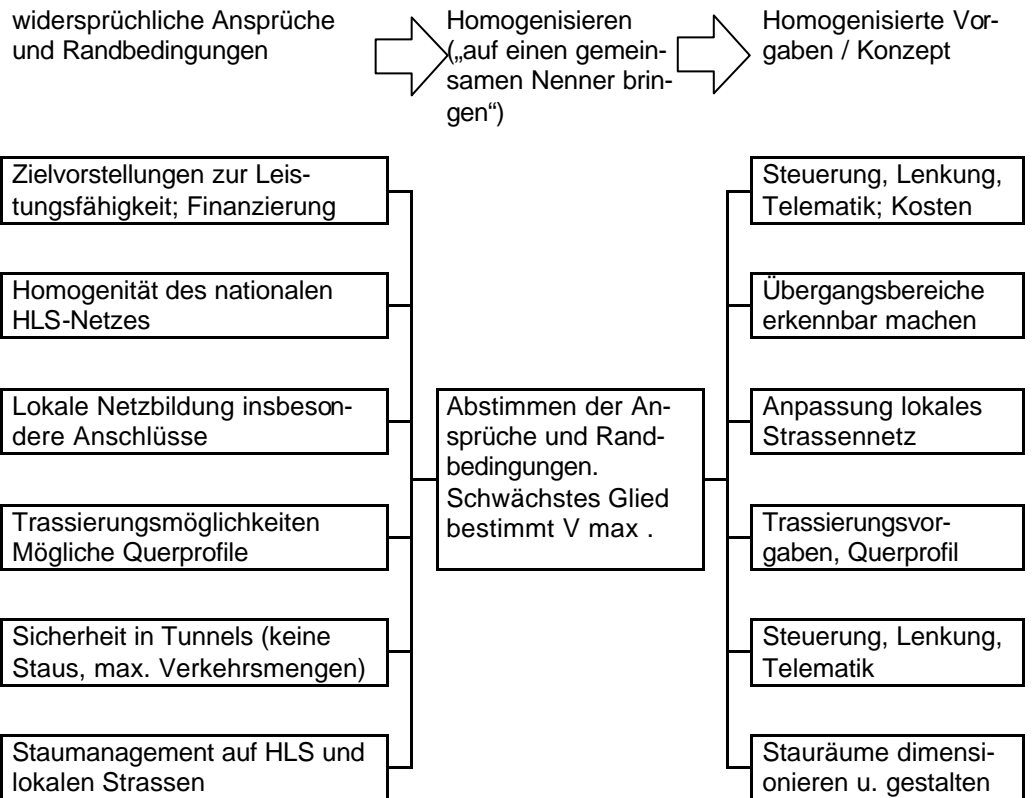 widersprüchliche Ansprüche
und Randbedingungen
Homogenisieren
(„auf einen gemein-
samen Nenner brin-
gen“)
Homogenisierte Vor-
gaben / Konzept
Zielvorstellungen zur Leis-
tungsfähigkeit; Finanzierung
Homogenität des nationalen
HLS-Netzes
Lokale Netzbildung insbeson-
dere Anschlüsse
Trassierungsmöglichkeiten
Mögliche Querprofile
Sicherheit in Tunnels (keine
Staus, max. Verkehrsmengen)
Staumanagement auf HLS und
lokalen Strassen
Abstimmen der An-
sprüche und Rand-
bedingungen.
Schwächstes Glied
bestimmt V max .
Steuerung, Lenkung,
Telematik; Kosten
Übergangsbereiche
erkennbar machen
Anpassung lokales
Strassennetz
Trassierungsvor-
gaben, Querprofil
Steuerung, Lenkung,
Telematik
Stauräume dimensi-
onieren u. gestalten